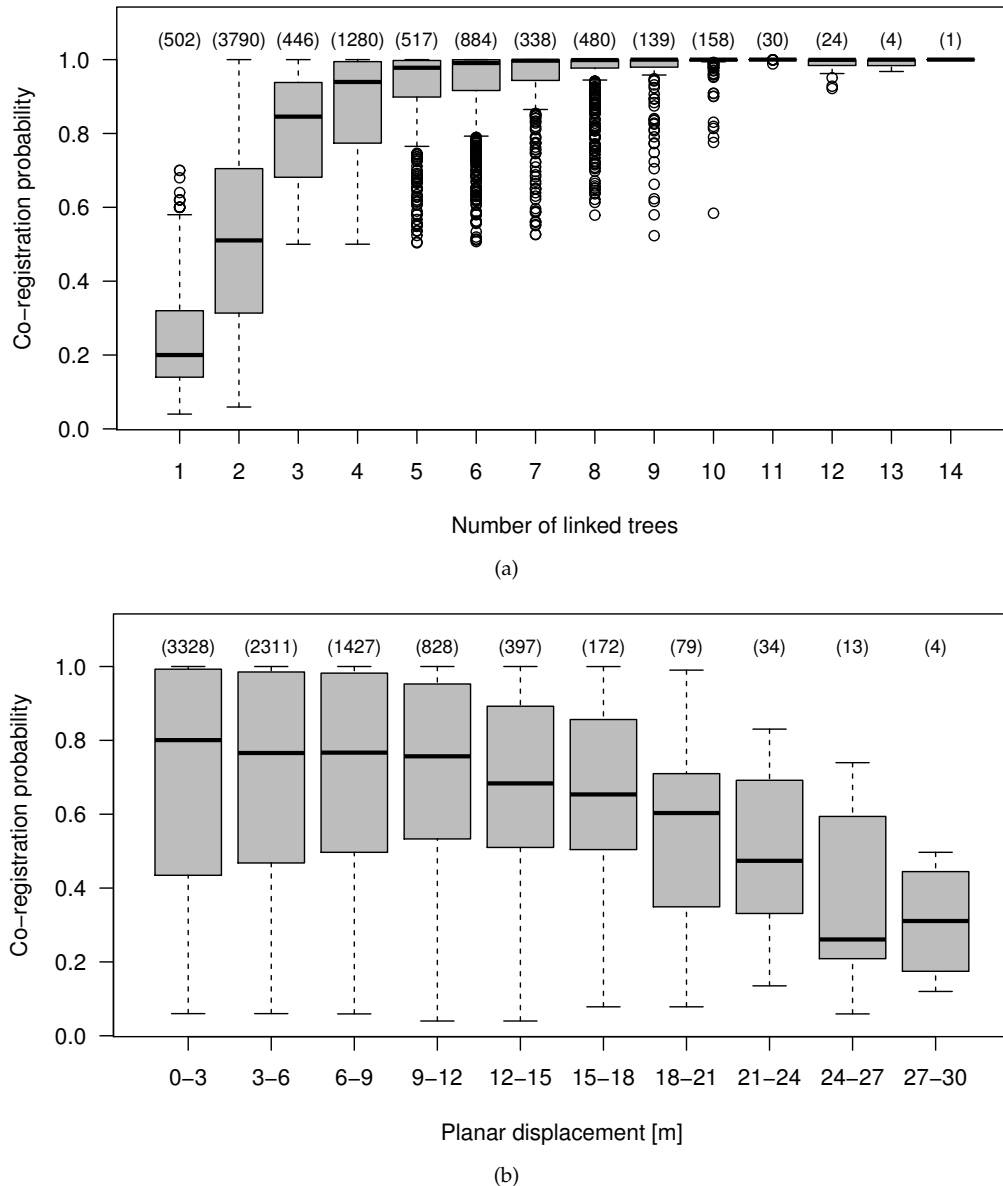 (502) (3790) (446) (1280) (517) (884) (338) (480) (139) (158) (30) (24) (4) (1)
1.0
0.8
0.6
0.4
0.2
0.0
Co−registration probability
1 2 3 4 5 6 7 8 9 10 11 12 13 14
Number of linked trees
(a)
(3328) (2311) (1427) (828) (397) (172) (79) (34) (13) (4)
1.0
0.8
0.6
0.4
0.2
0.0
Co−registration probability
0−3 3−6 6−9 9−12 12−15 15−18 18−21 21−24 24−27 27−30
Planar displacement [m]
(b)